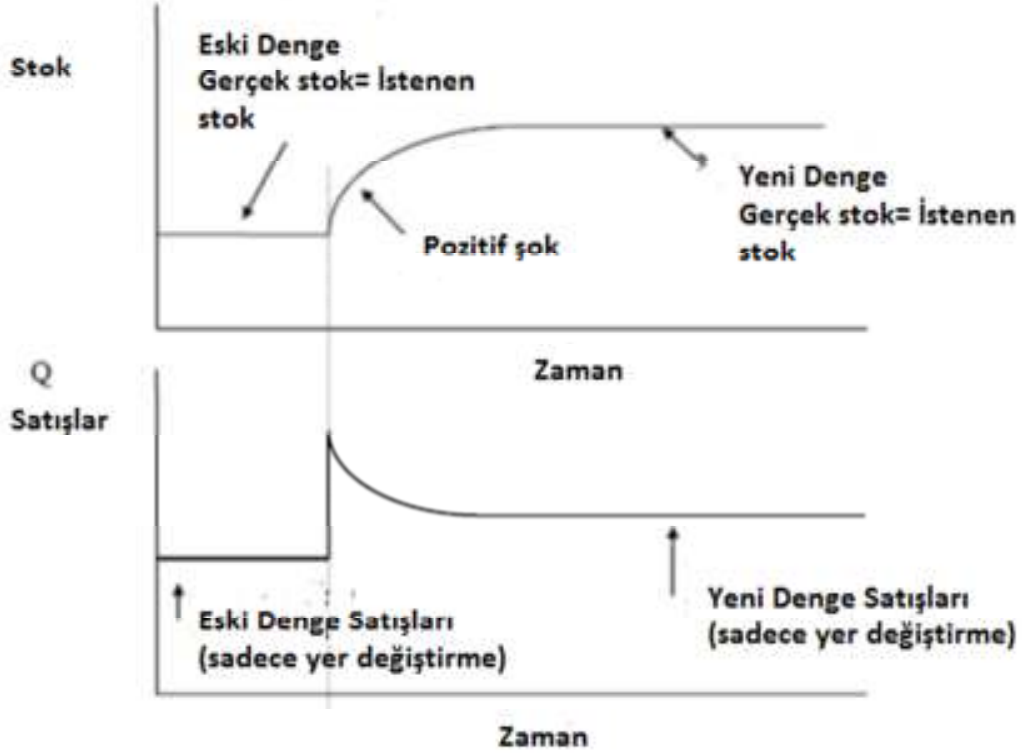 Stok
Eski Denge
Gerçek stok= İstenen
stok
Pozitif şok
Yeni Denge
Gerçek stok= İstenen
stok
Zaman
Q
Satışlar
Eski Denge Satışları
(sadece yer değiştirme)
Yeni Denge Satışları
(sadece yer değiştirme)
Zaman